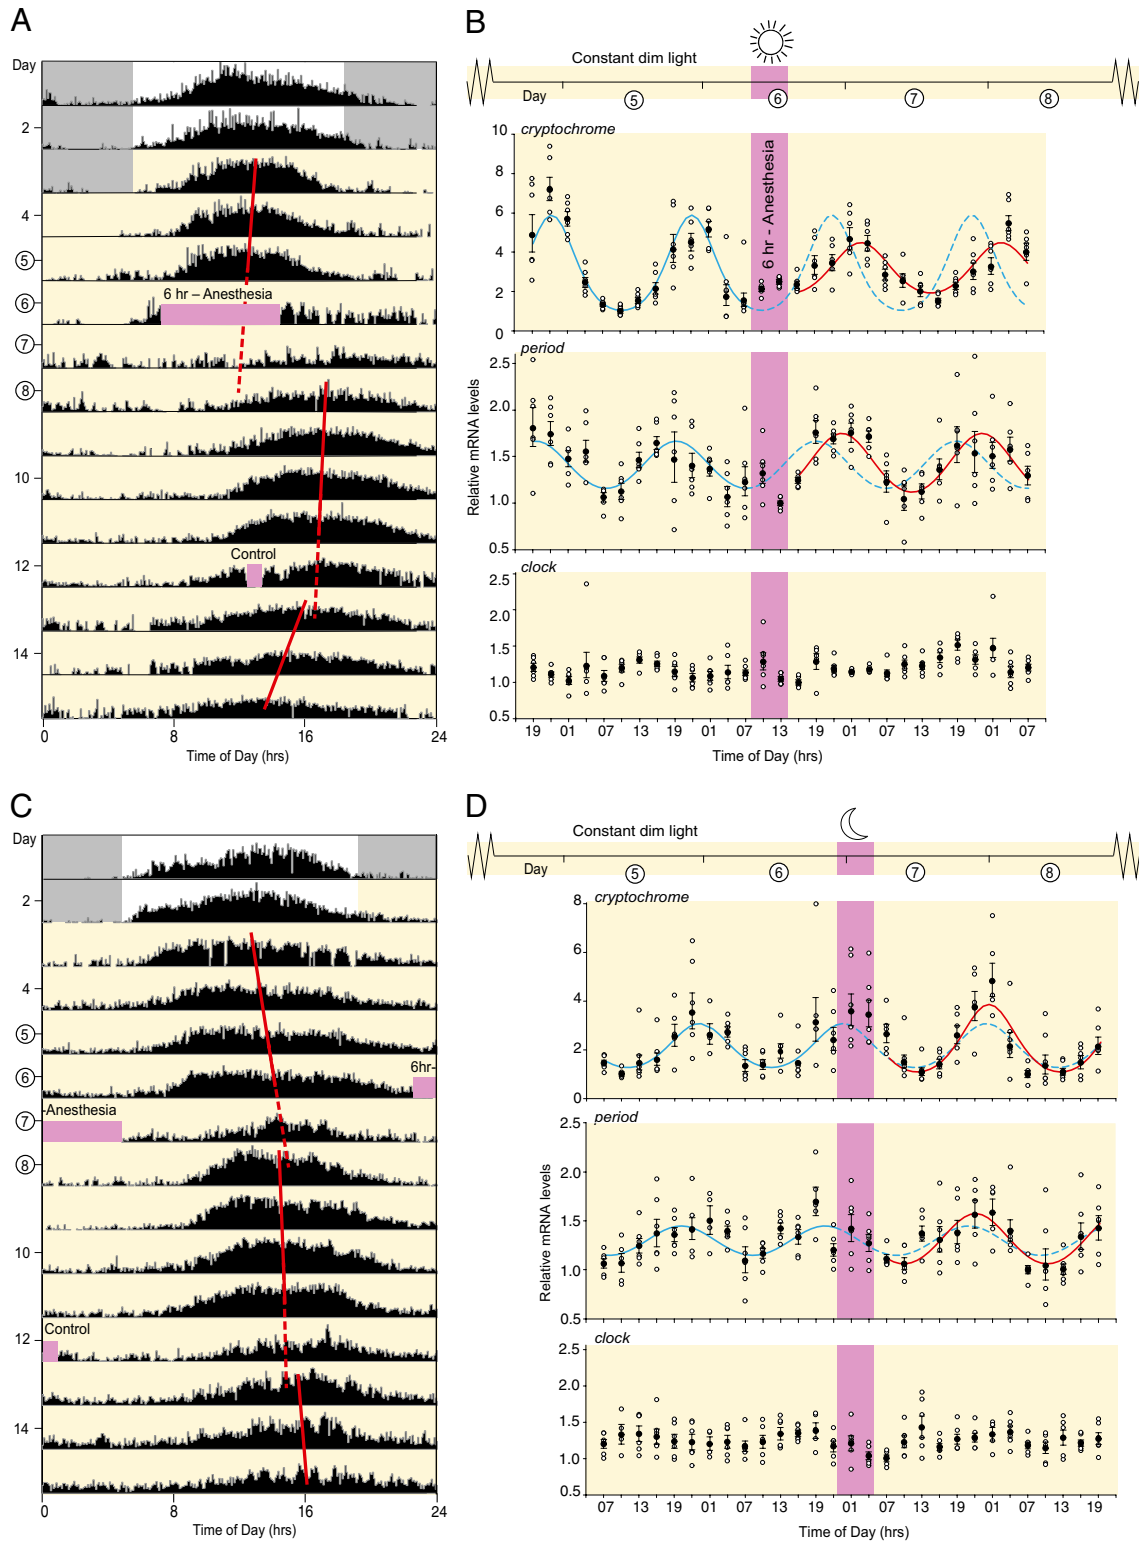 A
Day
2
4
5
6
7
8
10
12
14
6 hr – Anesthesia
Control
0 8 16 24
Time of Day (hrs)
B
Constant dim light
Day 5 6 7 8
cryptochrome
6 hr - Anesthesia
10
8
6
4
2
0
period
2.5
2.0
1.5
1.0
0.5
Relative mRNA levels
clock
2.5
2.0
1.5
1.0
0.5
19 01 07 13 19 01 07 13 19 01 07 13 19 01 07
Time of Day (hrs)
C
Day
2
4
5
6
7
8
10
12
14
6hr-
-Anesthesia
Control
0 8 16 24
Time of Day (hrs)
D
Constant dim light
Day 5 6 7 8
cryptochrome
8
6
4
2
0
period
2.5
2.0
1.5
1.0
0.5
Relative mRNA levels
clock
2.5
2.0
1.5
1.0
0.5
07 13 19 01 07 13 19 01 07 13 19 01 07 13 19
Time of Day (hrs)